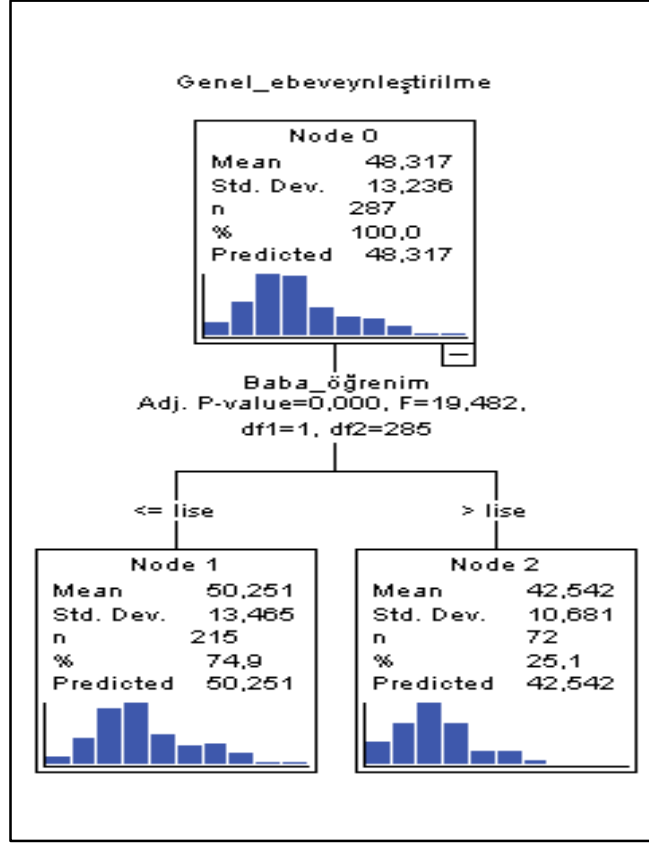 Genel_ebeveynleştirilme
Node 0
Mean 48,317
Std. Dev. 13,236
n 287
% 100,0
Predicted 48,317
Baba_öğrenim
Adj. P-value=0,000, F=19,482,
df1=1, df2=285
<= lise
> lise
Node 1
Mean 50,251
Std. Dev. 13,465
n 215
% 74,9
Predicted 50,251
Node 2
Mean 42,542
Std. Dev. 10,681
n 72
% 25,1
Predicted 42,542